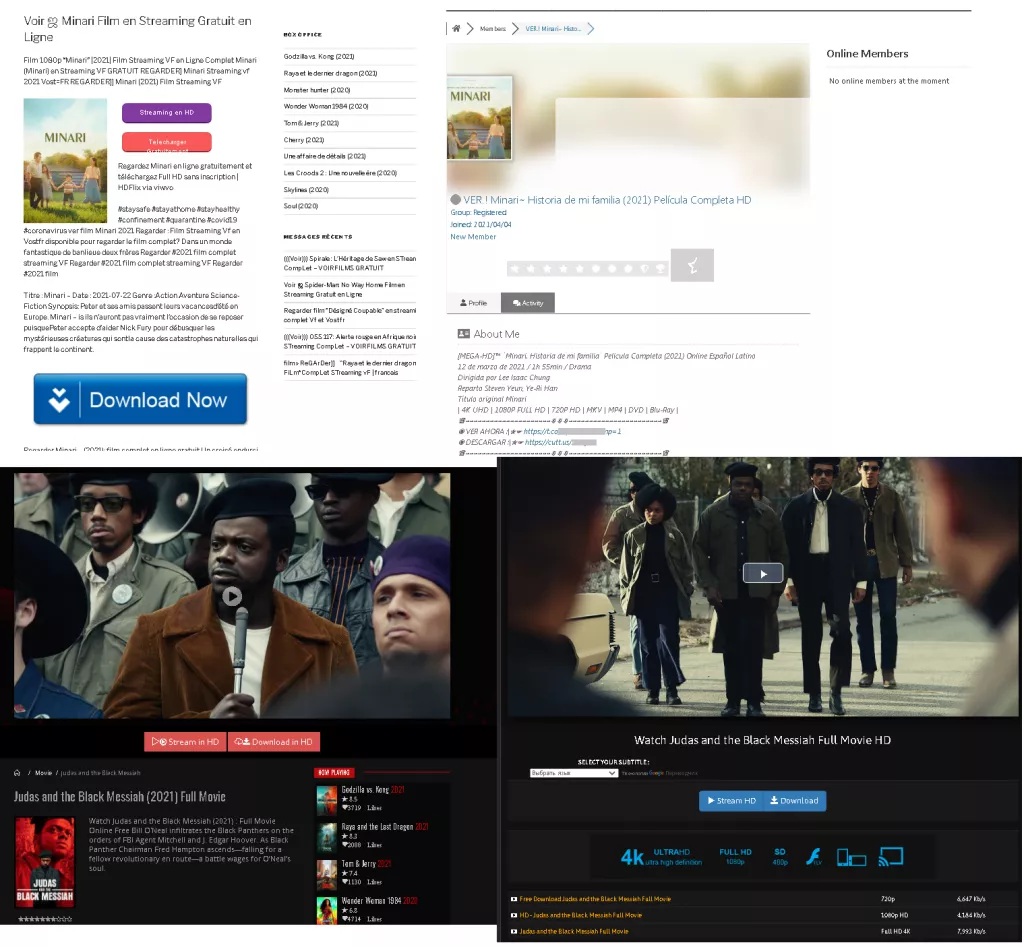 Voir ஜ Minari Film en Streaming Gratuit en
Ligne
Film 1080p "Minari" [2021] Film Streaming VF en Ligne Complet Minari
(Minari) en Streaming VF GRATUIT REGARDER]] Minari Streaming vf
2021 Vost=FR REGARDER]] Minari (2021) Film Streaming VF
MINARI
Streaming en HD
Telecharger
Gratuitement
Regardez Minari en ligne gratuitement et
téléchargez Full HD sans inscription |
HDFlix via vivwo
#staysafe #stayathome #stayhealthy
#confinement #quarantine #covid19
#coronavirus ver film Minari 2021 Regarder : Film Streaming Vf en
Vostfr disponible pour regarder le film complet? Dans un monde
fantastique de banlieue deux frères Regarder #2021 film complet
streaming VF Regarder #2021 film complet streaming VF Regarder
#2021 film
Titre : Minari – Date : 2021-07-22 Genre :Action Aventure Science-
Fiction Synopsis: Peter et ses amis passent leurs vacances d'été en
Europe. Minari – là ils n'auront pas vraiment l'occasion de se reposer
puisque Peter accepte d'aider Nick Fury pour débusquer les
mystérieuses créatures qui sont la cause des catastrophes naturelles qui
frappent le continent.
Download Now
BOX OFFICE
Godzilla vs. Kong (2021)
Raya et le dernier dragon (2021)
Monster hunter (2020)
Wonder Woman 1984 (2020)
Tom & Jerry (2021)
Cherry (2021)
Une affaire de détails (2021)
Les Croods 2 : Une nouvelle ère (2020)
Skylines (2020)
Soul (2020)
MESSAGES RÉCENTS
(((Voir))) Spirale : L'Héritage de Saw en STream
CompLet – VOIR FILMS GRATUIT
Voir ஜ Spider-Man: No Way Home Film en
Streaming Gratuit en Ligne
Regarder film "Désigné Coupable" en streami
complet Vf et Vostfr
(((Voir))) OSS 117: Alerte rouge en Afrique noi
STreaming CompLet – VOIR FILMS GRATUIT
film» ReGArDer]] "Raya et le dernier dragon
FiLm*CompLet STreaming vF | francais
Members
VER.! Minari~ Histo...
MINARI
Online Members
No online members at the moment
VER.! Minari~ Historia de mi familia (2021) Película Completa HD
Group: Registered
Joined: 2021/04/04
New Member
Profile
Activity
About Me
[MEGA-HD]™ Minari. Historia de mi familia Película Completa (2021) Online Español Latino
12 de marzo de 2021 / 1h 55min / Drama
Dirigida por Lee Isaac Chung
Reparto Steven Yeun, Ye-Ri Han
Título original Minari
| 4K UHD | 1080P FULL HD | 720P HD | MKV | MP4 | DVD | Blu-Ray |
VER AHORA https://t.co
p=1
DESCARGAR https://cutt.us/
Stream in HD
Download in HD
/ Movie / Judas and the Black Messiah
Judas and the Black Messiah (2021) Full Movie
JUDAS
AND THE
BLACK MESSIAH
Watch Judas and the Black Messiah (2021) : Full Movie
Online Free Bill O'Neal infiltrates the Black Panthers on the
orders of FBI Agent Mitchell and J. Edgar Hoover. As Black
Panther Chairman Fred Hampton ascends—falling for a
fellow revolutionary en route—a battle wages for O'Neal's
soul.
NOW PLAYING
Godzilla vs. Kong 2021
8.5
3719 Likes
Raya and the Last Dragon 2021
2098 Likes
Tom & Jerry 2021
7.4
1130 Likes
Wonder Woman 1984 2020
6.8
4714 Likes
Watch Judas and the Black Messiah Full Movie HD
SELECT YOUR SUBTITLE :
Выбрать язык
Stream HD
Download
4k ULTRAHD
ultra high definition
FULL HD
1080p
SD
480p
Free Download Judas and the Black Messiah Full Movie 720p 6,647 Kb/s
HD - Judas and the Black Messiah Full Movie 1080p HD 4,184 Kb/s
Judas and the Black Messiah Full Movie Full HD 4K 7,993 Kb/s